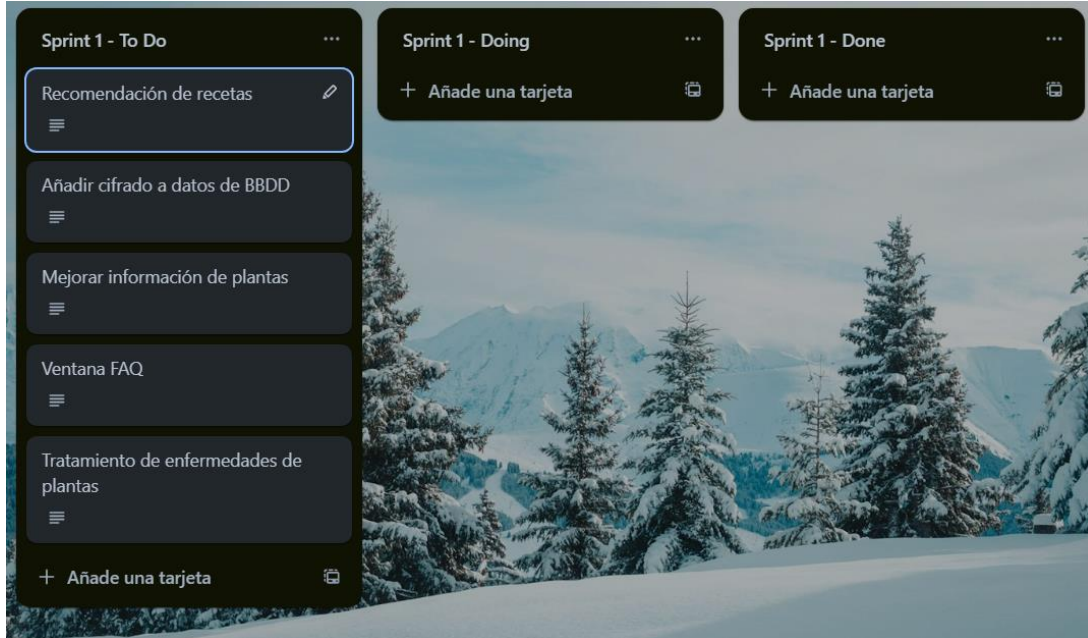 Sprint 1 - To Do
Recomendación de recetas
Añadir cifrado a datos de BBDD
Mejorar información de plantas
Ventana FAQ
Tratamiento de enfermedades de
plantas
+ Añade una tarjeta
Sprint 1 - Doing
+ Añade una tarjeta
Sprint 1 - Done
+ Añade una tarjeta